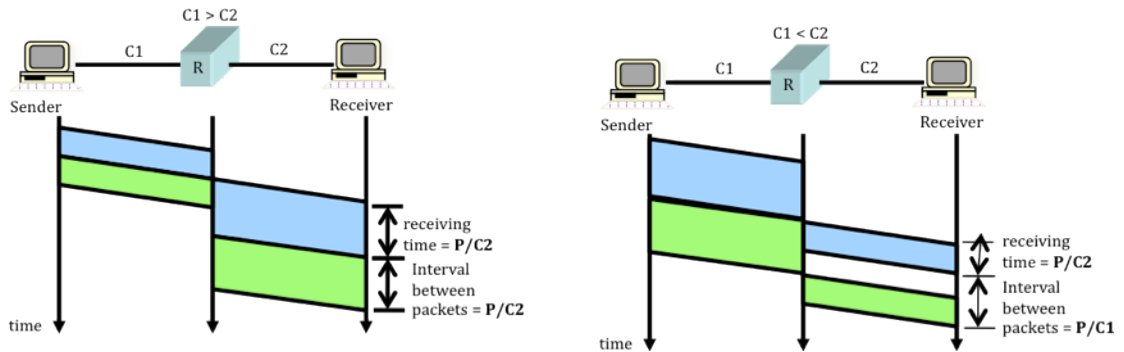 C1 > C2
C1
C2
R
Sender
Receiver
receiving
time = P/C2
Interval
between
packets = P/C2
time
C1 < C2
C1
C2
R
Sender
Receiver
receiving
time = P/C2
Interval
between
packets = P/C1
time